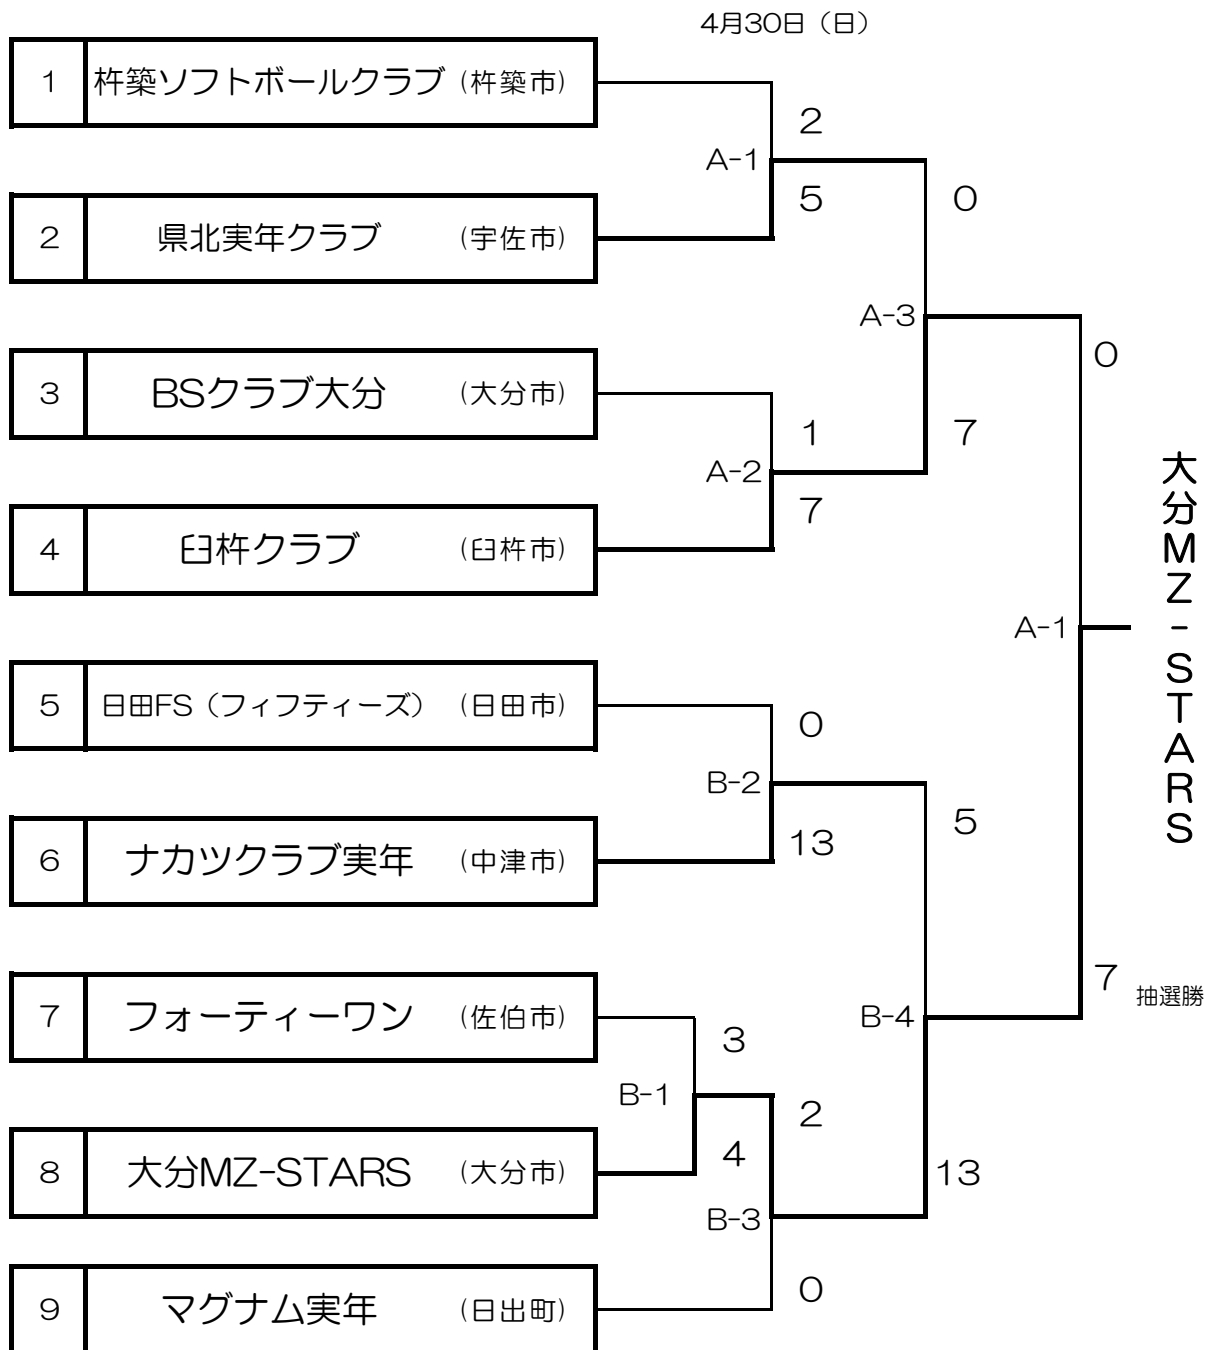 4月30日（日）
1 杵築ソフトボールクラブ (杵築市)
2
A-1
5
0
2 県北実年クラブ (宇佐市)
A-3
0
3 BSクラブ大分 (大分市)
1
7
A-2
7
4 臼杵クラブ (臼杵市)
A-1
大分MZ-STARS
5 日田FS（フィフティーズ） (日田市)
0
B-2
5
13
6 ナカツクラブ実年 (中津市)
7 抽選勝
7 フォーティーワン (佐伯市)
B-4
3
B-1
2
4
8 大分MZ-STARS (大分市)
13
B-3
0
9 マグナム実年 (日出町)